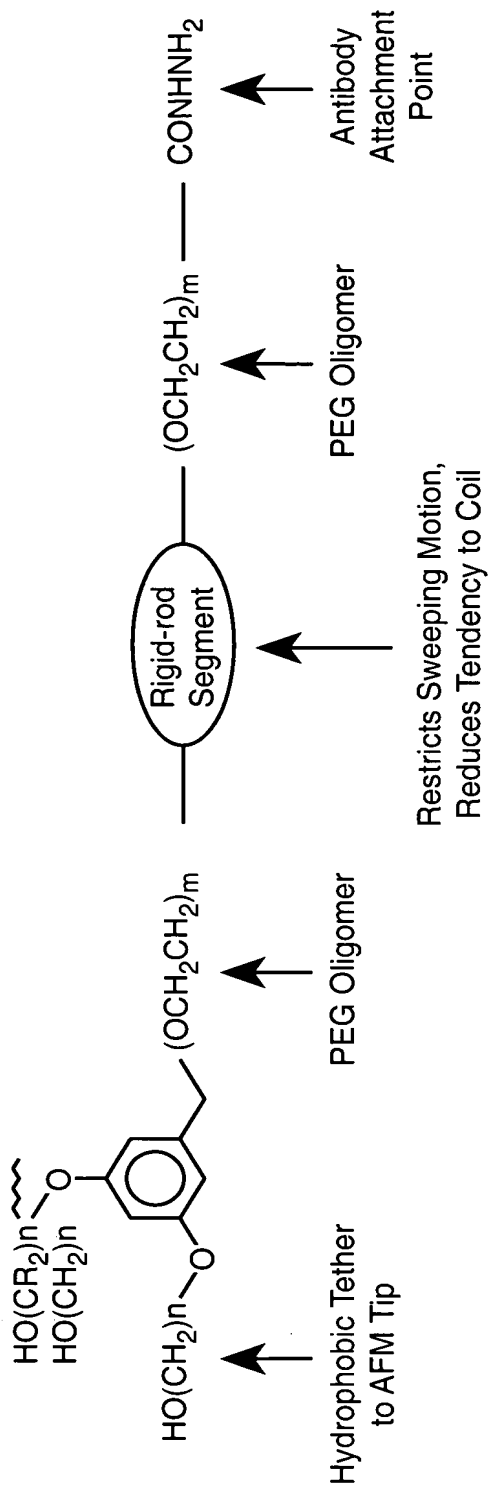 HO(CR2)n
HO(CH2)n
O
HO(CH2)n
O
(OCH2CH2)m
Rigid-rod
Segment
(OCH2CH2)m
CONHNH2
Hydrophobic Tether
to AFM Tip
PEG Oligomer
Restricts Sweeping Motion,
Reduces Tendency to Coil
PEG Oligomer
Antibody
Attachment
Point